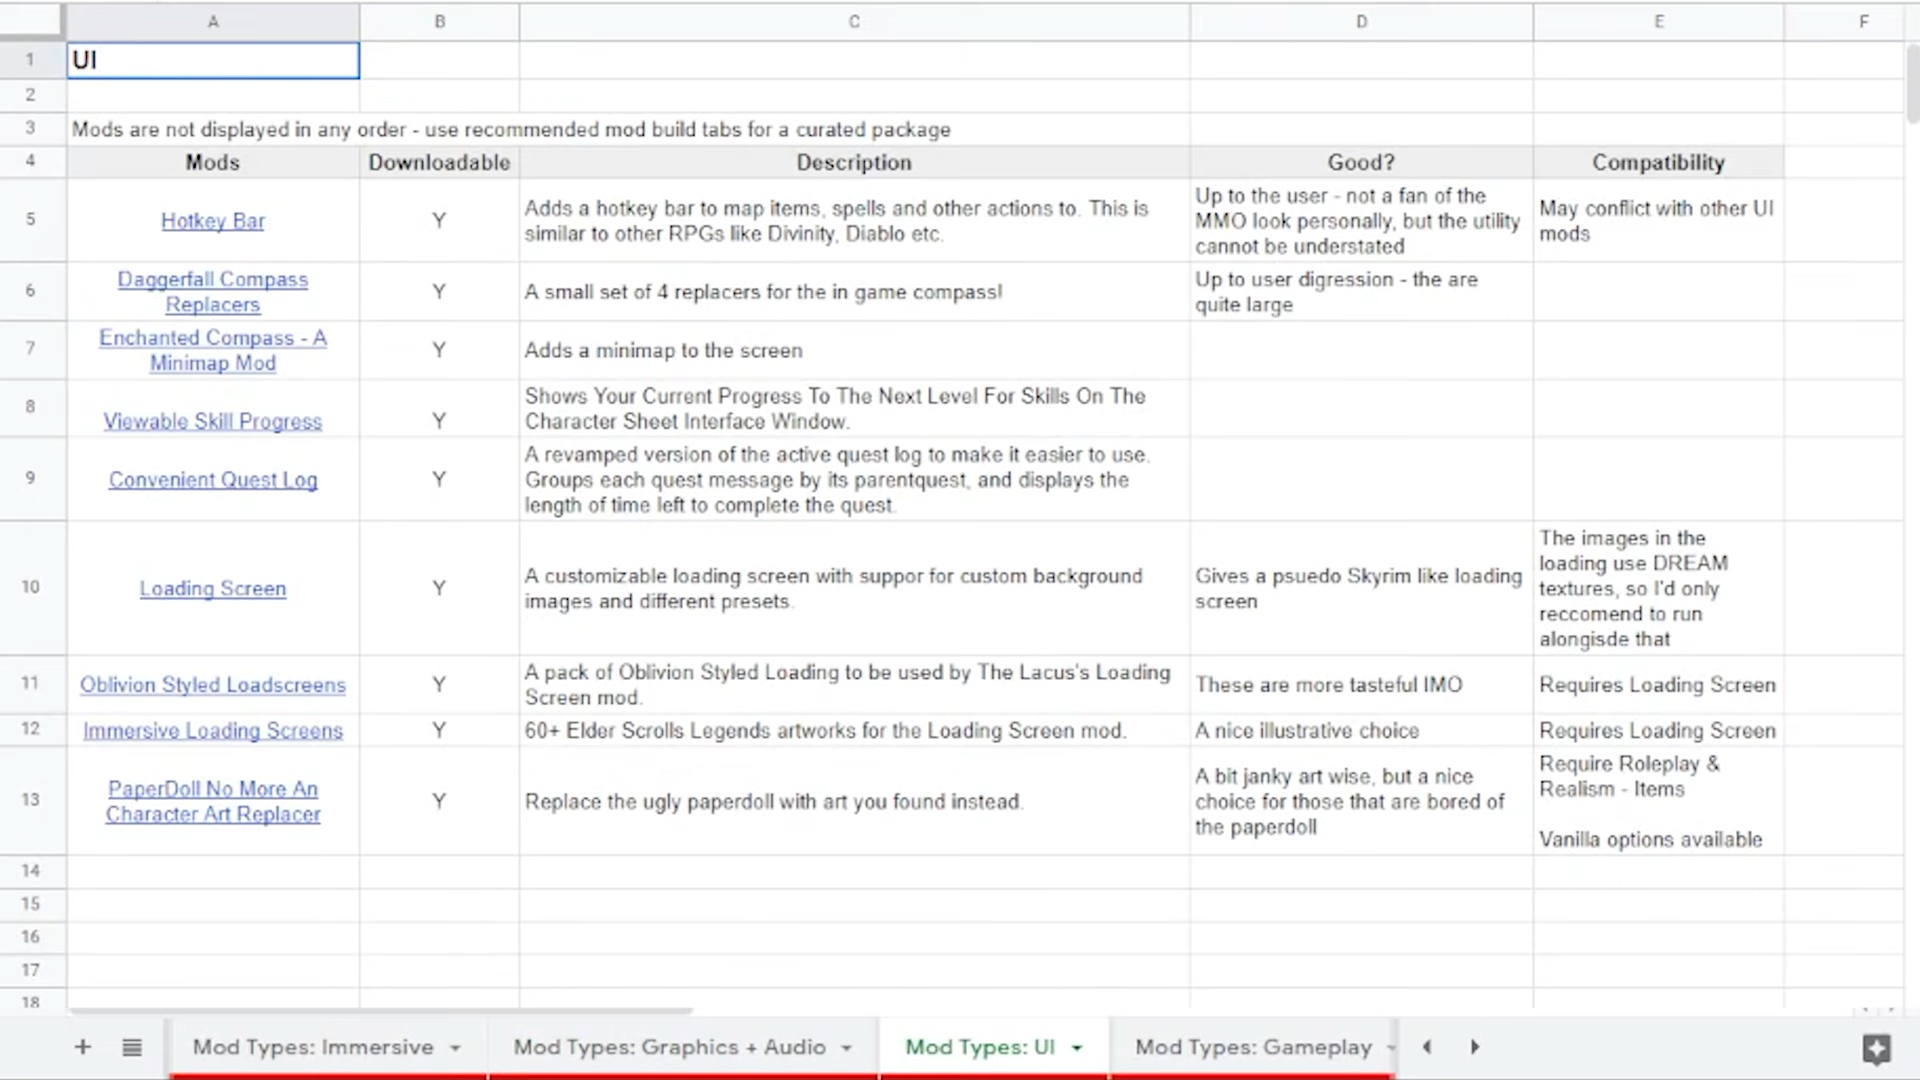 A B C D E F
1 UI
2
3 Mods are not displayed in any order - use recommended mod build tabs for a curated package
4 Mods Downloadable Description Good? Compatibility
5 Hotkey Bar Y
Adds a hotkey bar to map items, spells and other actions to. This is
similar to other RPGs like Divinity, Diablo etc.
Up to the user - not a fan of the
MMO look personally, but the utility
cannot be understated
May conflict with other UI
mods
6
Daggerfall Compass
Replacers
Y
A small set of 4 replacers for the in game compass!
Up to user digression - the are
quite large
7
Enchanted Compass - A
Minimap Mod
Y
Adds a minimap to the screen
8
Viewable Skill Progress
Y
Shows Your Current Progress To The Next Level For Skills On The
Character Sheet Interface Window.
9
Convenient Quest Log
Y
A revamped version of the active quest log to make it easier to use.
Groups each quest message by its parentquest, and displays the
length of time left to complete the quest.
10
Loading Screen
Y
A customizable loading screen with suppor for custom background
images and different presets.
Gives a psuedo Skyrim like loading
screen
The images in the
loading use DREAM
textures, so I'd only
reccomend to run
alongisde that
11
Oblivion Styled Loadscreens
Y
A pack of Oblivion Styled Loading to be used by The Lacus's Loading
Screen mod.
These are more tasteful IMO
Requires Loading Screen
12
Immersive Loading Screens
Y
60+ Elder Scrolls Legends artworks for the Loading Screen mod.
A nice illustrative choice
Requires Loading Screen
13
PaperDoll No More An
Character Art Replacer
Y
Replace the ugly paperdoll with art you found instead.
A bit janky art wise, but a nice
choice for those that are bored of
the paperdoll
Require Roleplay &
Realism - Items
Vanilla options available
14
15
16
17
18
+ Mod Types: Immersive Mod Types: Graphics + Audio Mod Types: UI Mod Types: Gameplay